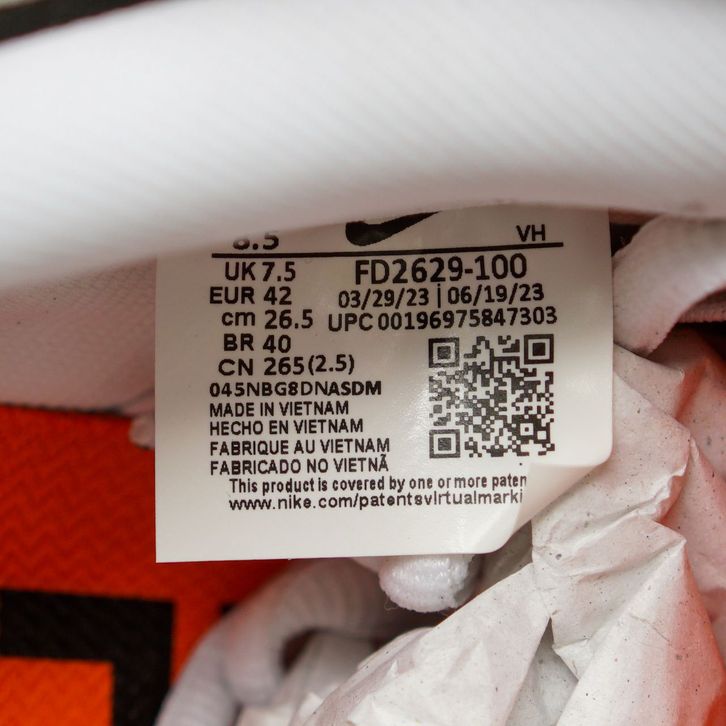 8.5 VH
UK 7.5 FD2629-100
EUR 42 03/29/23 | 06/19/23
cm 26.5 UPC 00196975847303
BR 40
CN 265 (2.5)
045NBG8DNASDM
MADE IN VIETNAM
HECHO EN VIETNAM
FABRIQUE AU VIETNAM
FABRICADO NO VIETNÃ
This product is covered by one or more paten
www.nike.com/patentsvirtualmarki